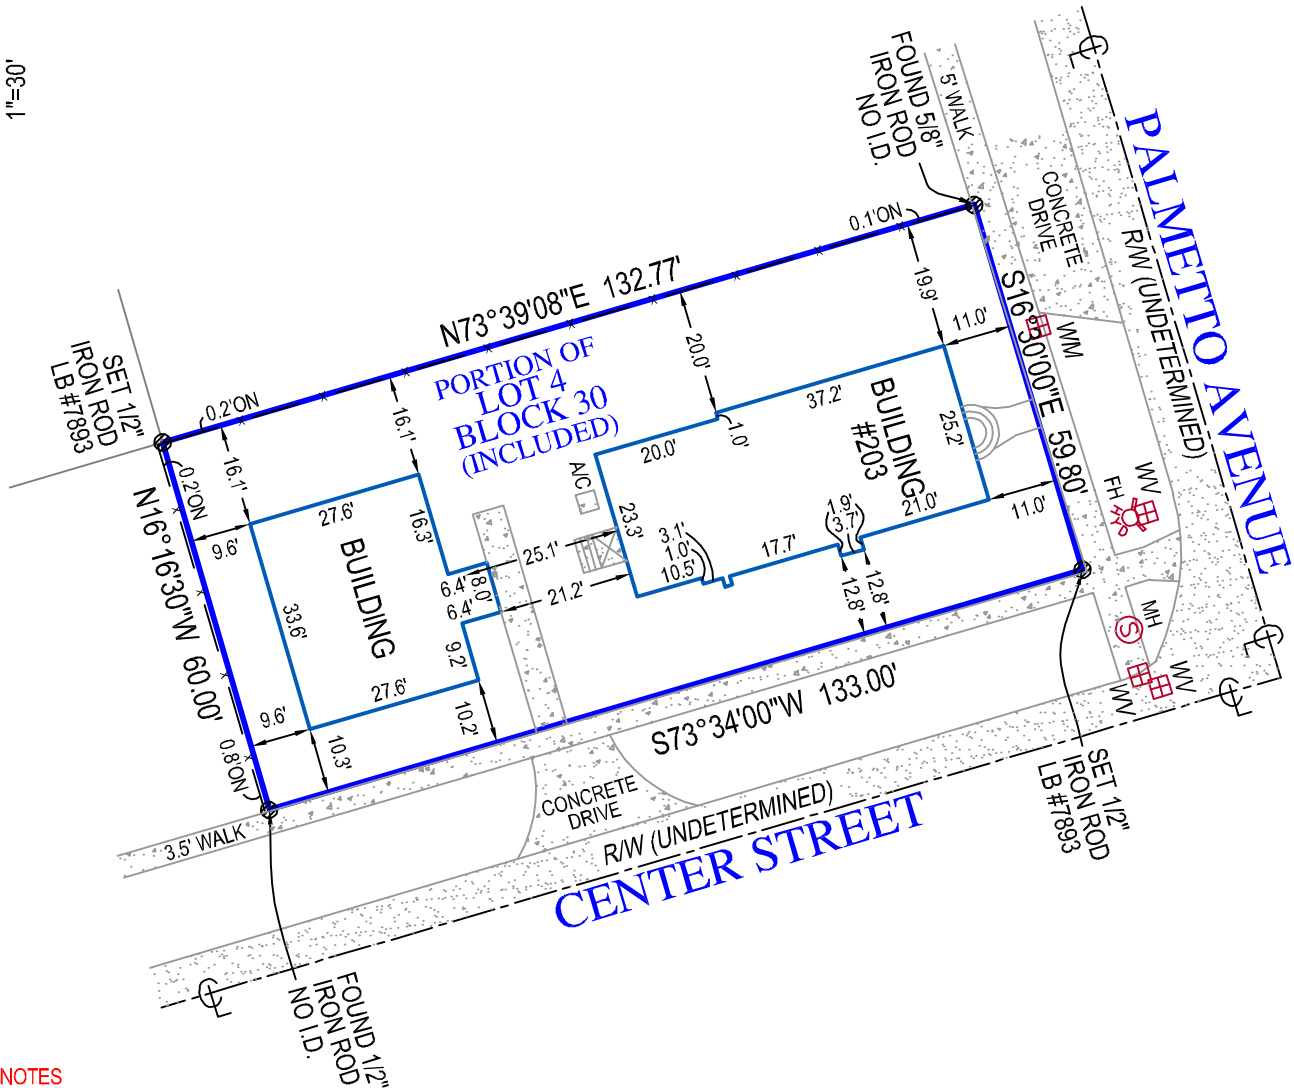 1"=30'
FOUND 5/8"
IRON ROD
NO I.D.
5' WALK
PALMETTO AVENUE
R/W (UNDETERMINED)
CONCRETE
DRIVE
0.1'ON
N73°39'08"E 132.77'
SET 1/2"
IRON ROD
LB #7893
0.2'ON
0.2'ON
PORTION OF
LOT 4
BLOCK 30
(INCLUDED)
19.9'
11.0'
S16°30'00"E 59.80'
WM
20.0'
16.1'
16.1'
37.2'
1.0'
20.0'
BUILDING
#203
25.2'
A/C
23.3'
27.6'
16.3'
9.6'
N16°16'30"W 60.00'
BUILDING
33.6'
25.1'
6.4'
8.0'
6.4'
21.2'
3.1'
1.0'
10.5'
17.7'
1.9'
3.7'
21.0'
11.0'
12.8'
12.8'
FH
WV
MH
WV
WV
9.2'
27.6'
9.6'
10.3'
10.2'
0.8'ON
S73°34'00"W 133.00'
3.5' WALK
CONCRETE
DRIVE
R/W (UNDETERMINED)
CENTER STREET
SET 1/2"
IRON ROD
LB #7893
FOUND 1/2"
IRON ROD
NO I.D.
NOTES